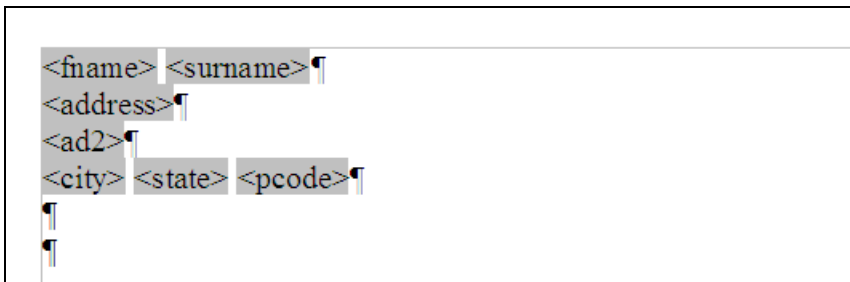 <fname> <surname>¶
<address>¶
<ad2>¶
<city> <state> <pcode>¶
¶
¶